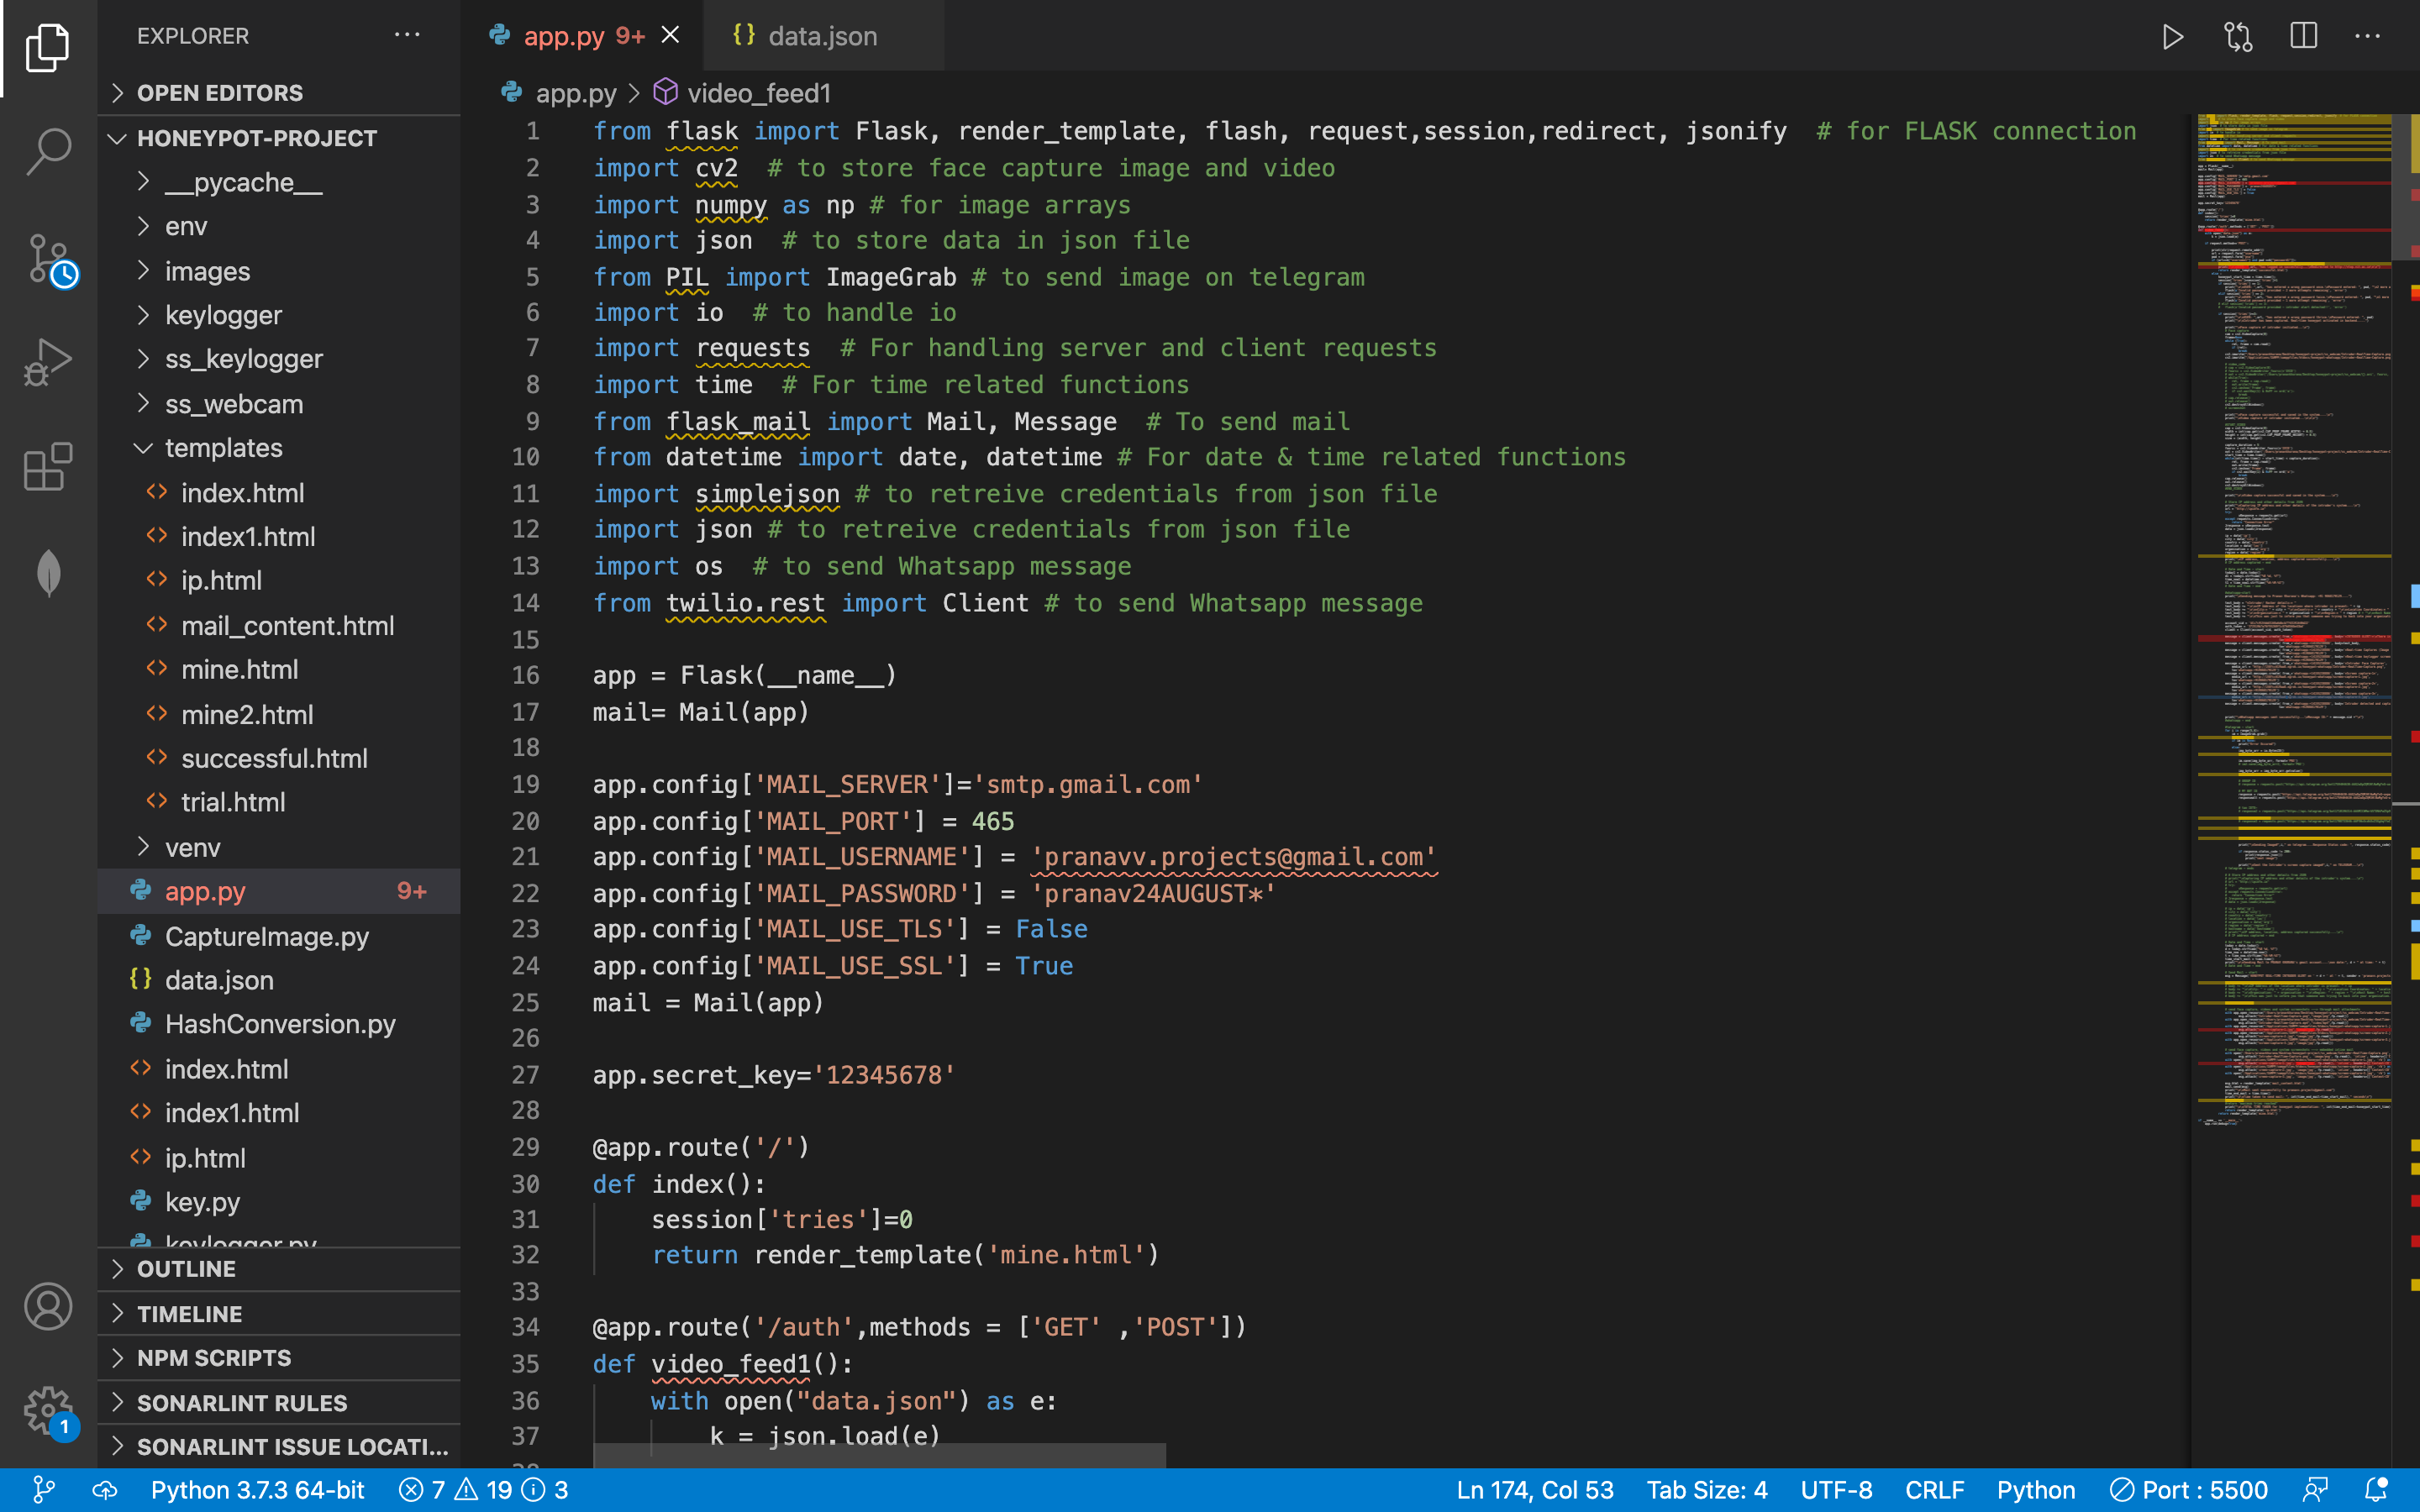 EXPLORER
OPEN EDITORS
HONEYPOT-PROJECT
__pycache__
env
images
keylogger
ss_keylogger
ss_webcam
templates
index.html
index1.html
ip.html
mail_content.html
mine.html
mine2.html
successful.html
trial.html
venv
app.py 9+
CaptureImage.py
data.json
HashConversion.py
index.html
index1.html
ip.html
key.py
keylogger.py
OUTLINE
TIMELINE
NPM SCRIPTS
SONARLINT RULES
SONARLINT ISSUE LOCATI...
1
app.py 9+
{} data.json
app.py > video_feed1
1 from flask import Flask, render_template, flash, request,session,redirect, jsonify  # for FLASK connection
2 import cv2  # to store face capture image and video
3 import numpy as np # for image arrays
4 import json  # to store data in json file
5 from PIL import ImageGrab # to send image on telegram
6 import io  # to handle io
7 import requests  # For handling server and client requests
8 import time  # For time related functions
9 from flask_mail import Mail, Message  # To send mail
10 from datetime import date, datetime # For date & time related functions
11 import simplejson # to retreive credentials from json file
12 import json # to retreive credentials from json file
13 import os  # to send Whatsapp message
14 from twilio.rest import Client # to send Whatsapp message
15
16 app = Flask(__name__)
17 mail= Mail(app)
18
19 app.config['MAIL_SERVER']='smtp.gmail.com'
20 app.config['MAIL_PORT'] = 465
21 app.config['MAIL_USERNAME'] = 'pranavv.projects@gmail.com'
22 app.config['MAIL_PASSWORD'] = 'pranav24AUGUST*'
23 app.config['MAIL_USE_TLS'] = False
24 app.config['MAIL_USE_SSL'] = True
25 mail = Mail(app)
26
27 app.secret_key='12345678'
28
29 @app.route('/')
30 def index():
31     session['tries']=0
32     return render_template('mine.html')
33
34 @app.route('/auth',methods = ['GET' ,'POST'])
35 def video_feed1():
36     with open("data.json") as e:
37         k = json.load(e)
Python 3.7.3 64-bit 7 19 3
Ln 174, Col 53 Tab Size: 4 UTF-8 CRLF Python Port : 5500